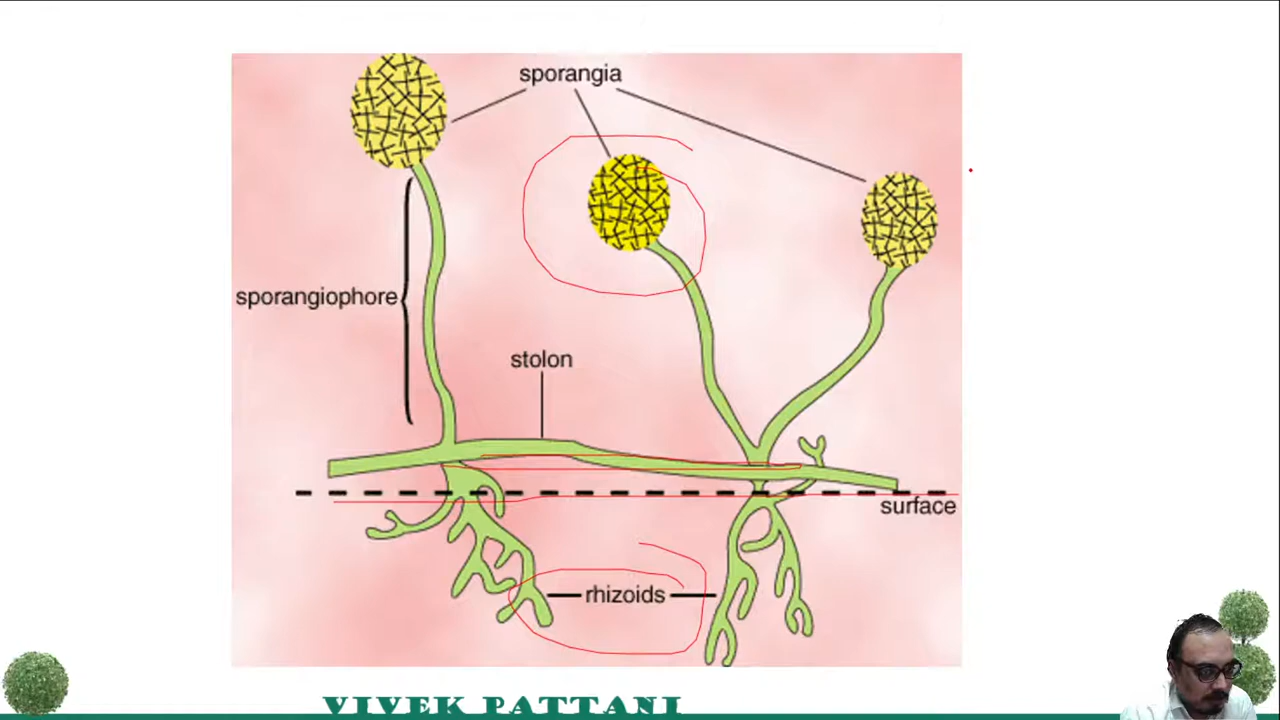 sporangia
sporangiophore
stolon
surface
rhizoids
VIVEK PATTANI